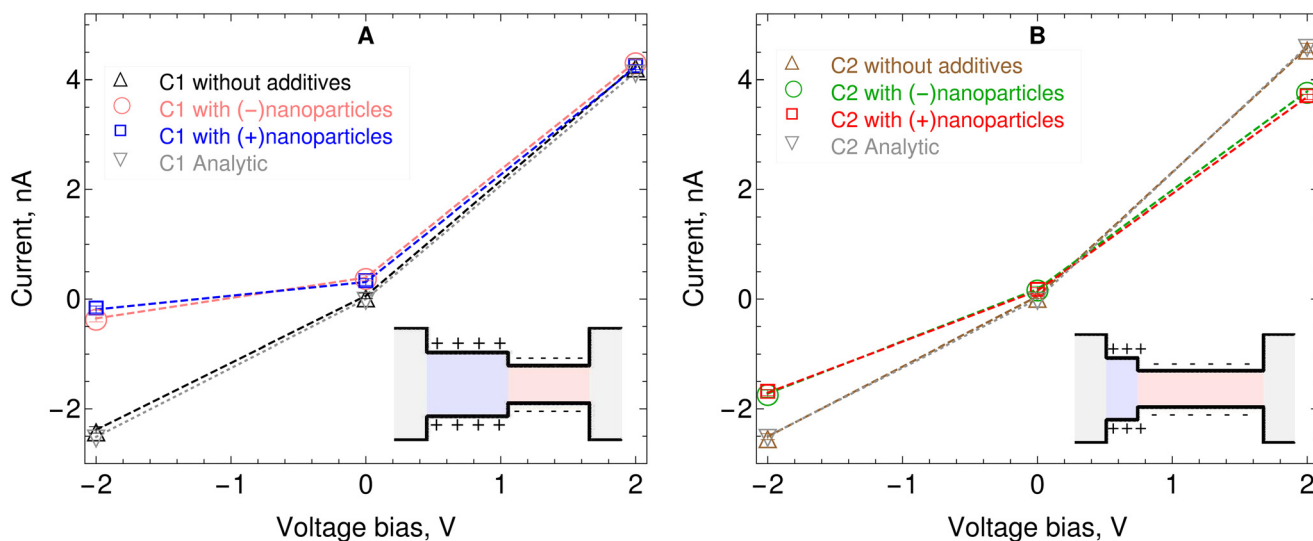 A
C1 without additives
C1 with (−)nanoparticles
C1 with (+)nanoparticles
C1 Analytic
Current, nA
4
2
0
−2
+ + + +
- - - - - -
- - - - - -
+ + + +
−2
−1
0
1
2
Voltage bias, V
B
C2 without additives
C2 with (−)nanoparticles
C2 with (+)nanoparticles
C2 Analytic
Current, nA
4
2
0
−2
+++
- - - - - -
- - - - - -
+++
−2
−1
0
1
2
Voltage bias, V